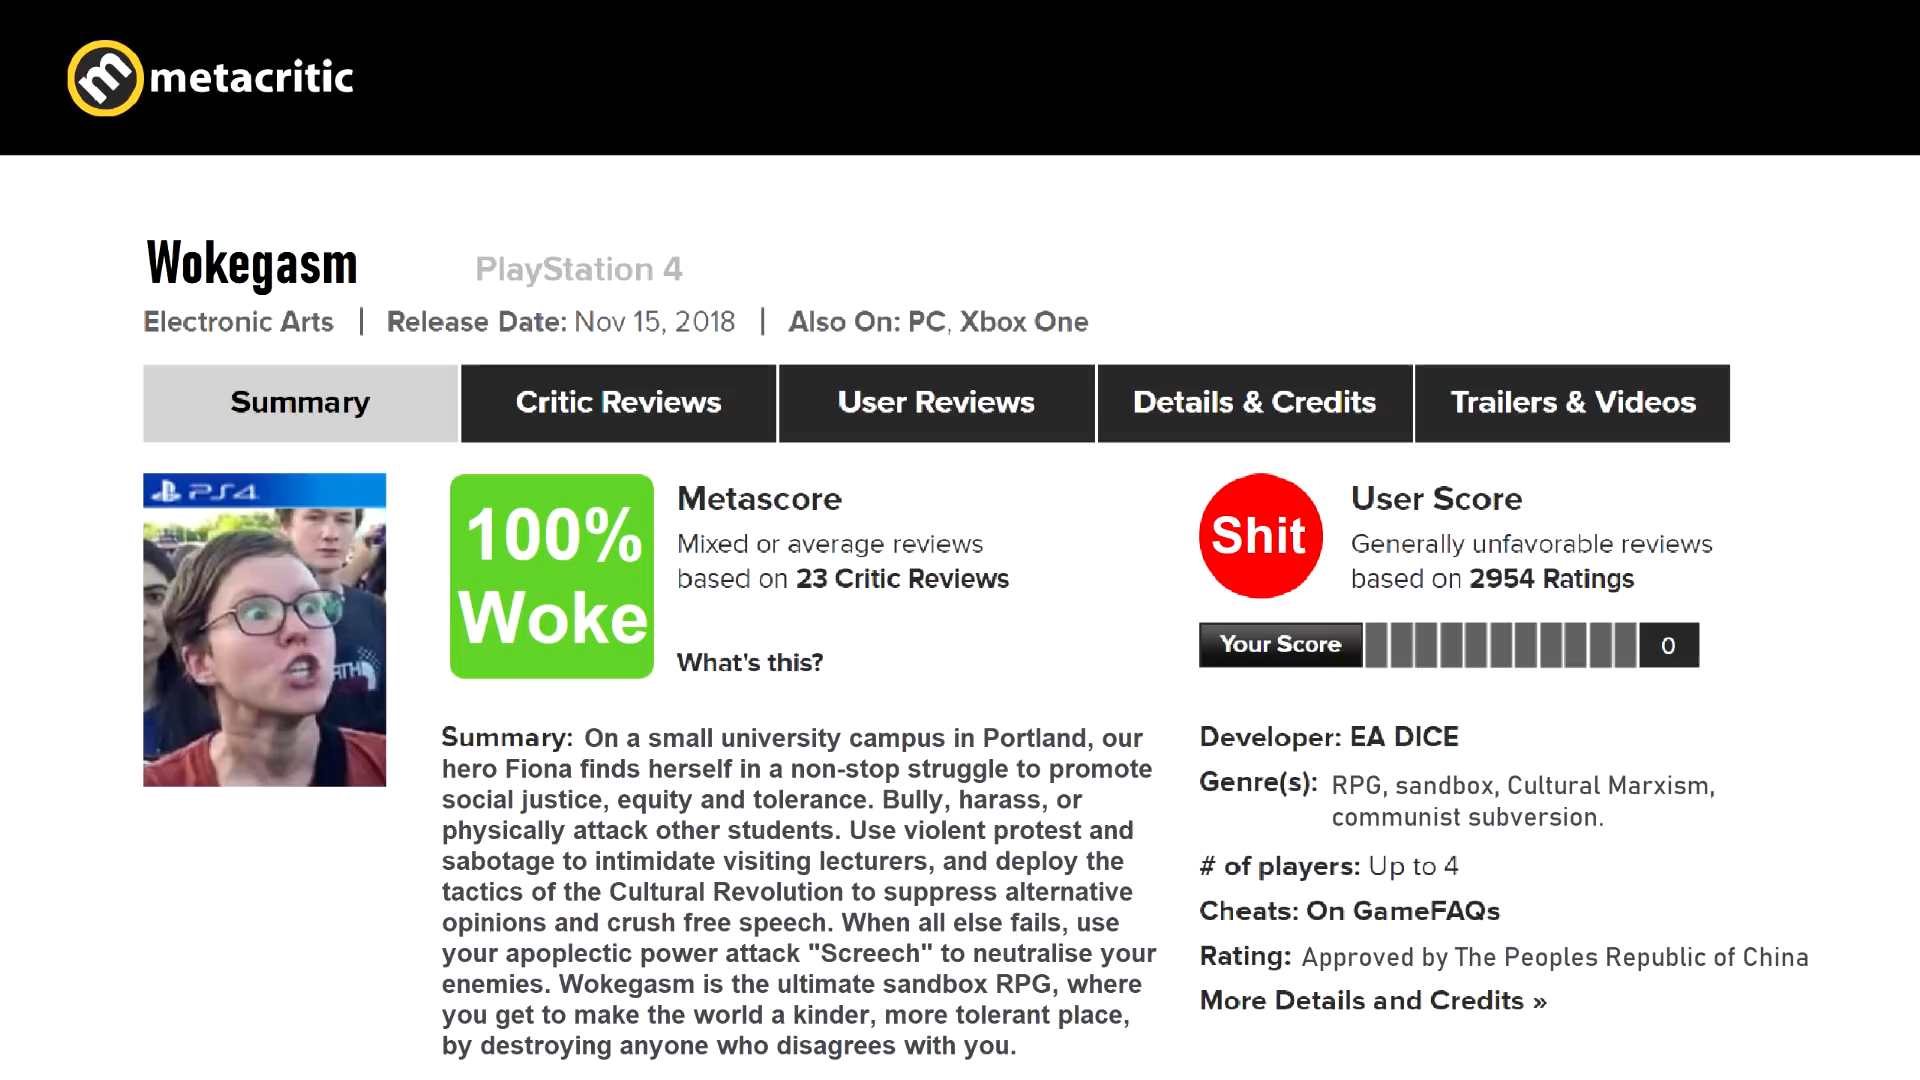 metacritic
Wokegasm PlayStation 4
Electronic Arts | Release Date: Nov 15, 2018 | Also On: PC, Xbox One
Summary Critic Reviews User Reviews Details & Credits Trailers & Videos
PS4
100%
Woke
Metascore
Mixed or average reviews
based on 23 Critic Reviews
What's this?
Shit
User Score
Generally unfavorable reviews
based on 2954 Ratings
Your Score 0
Summary: On a small university campus in Portland, our
hero Fiona finds herself in a non-stop struggle to promote
social justice, equity and tolerance. Bully, harass, or
physically attack other students. Use violent protest and
sabotage to intimidate visiting lecturers, and deploy the
tactics of the Cultural Revolution to suppress alternative
opinions and crush free speech. When all else fails, use
your apoplectic power attack "Screech" to neutralise your
enemies. Wokegasm is the ultimate sandbox RPG, where
you get to make the world a kinder, more tolerant place,
by destroying anyone who disagrees with you.
Developer: EA DICE
Genre(s): RPG, sandbox, Cultural Marxism,
communist subversion.
# of players: Up to 4
Cheats: On GameFAQs
Rating: Approved by The Peoples Republic of China
More Details and Credits »